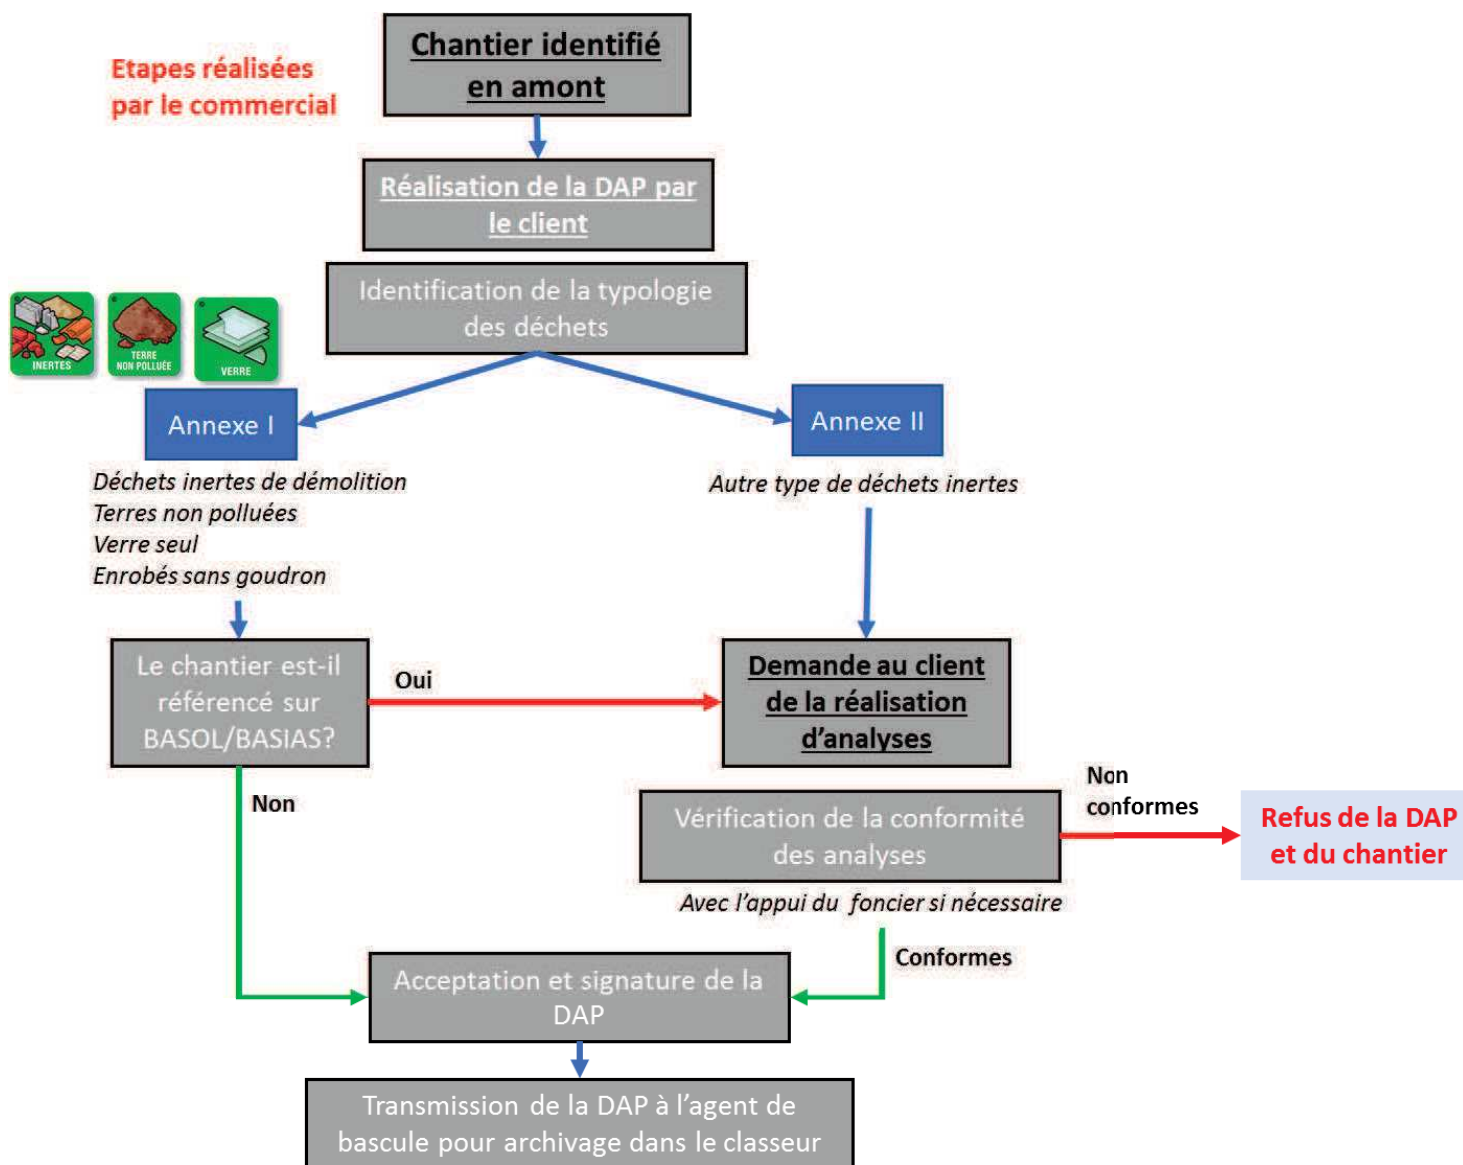 Chantier identifié
en amont
Etapes réalisées
par le commercial
Réalisation de la DAP par
le client
Identification de la typologie
des déchets
INERTES
TERRE
NON POLLUÉE
VERRE
Annexe I
Annexe II
Déchets inertes de démolition
Terres non polluées
Verre seul
Enrobés sans goudron
Autre type de déchets inertes
Le chantier est-il
référencé sur
BASOL/BASIAS?
Oui
Demande au client
de la réalisation
d'analyses
Non
Vérification de la conformité
des analyses
Non
conformes
Refus de la DAP
et du chantier
Avec l'appui du  foncier si nécessaire
Conformes
Acceptation et signature de la
DAP
Transmission de la DAP à l'agent de
bascule pour archivage dans le classeur